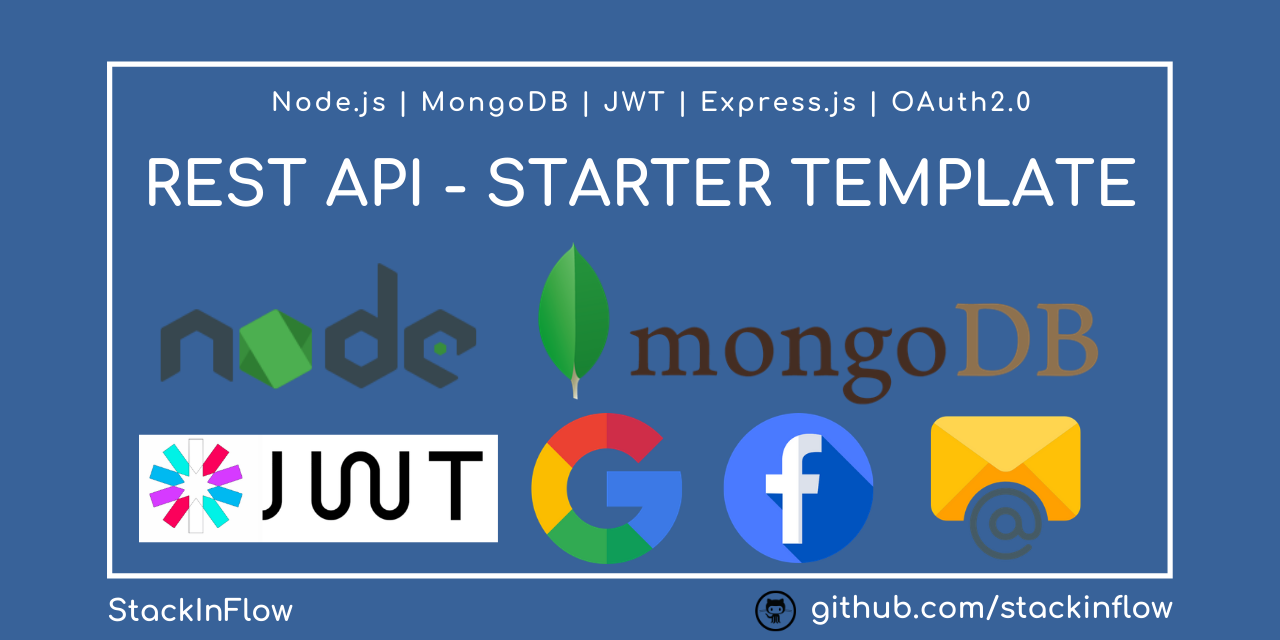 Node.js | MongoDB | JWT | Express.js | OAuth2.0
REST API - STARTER TEMPLATE
node
mongoDB
JWT
G
f
@
StackInFlow
github.com/stackinflow